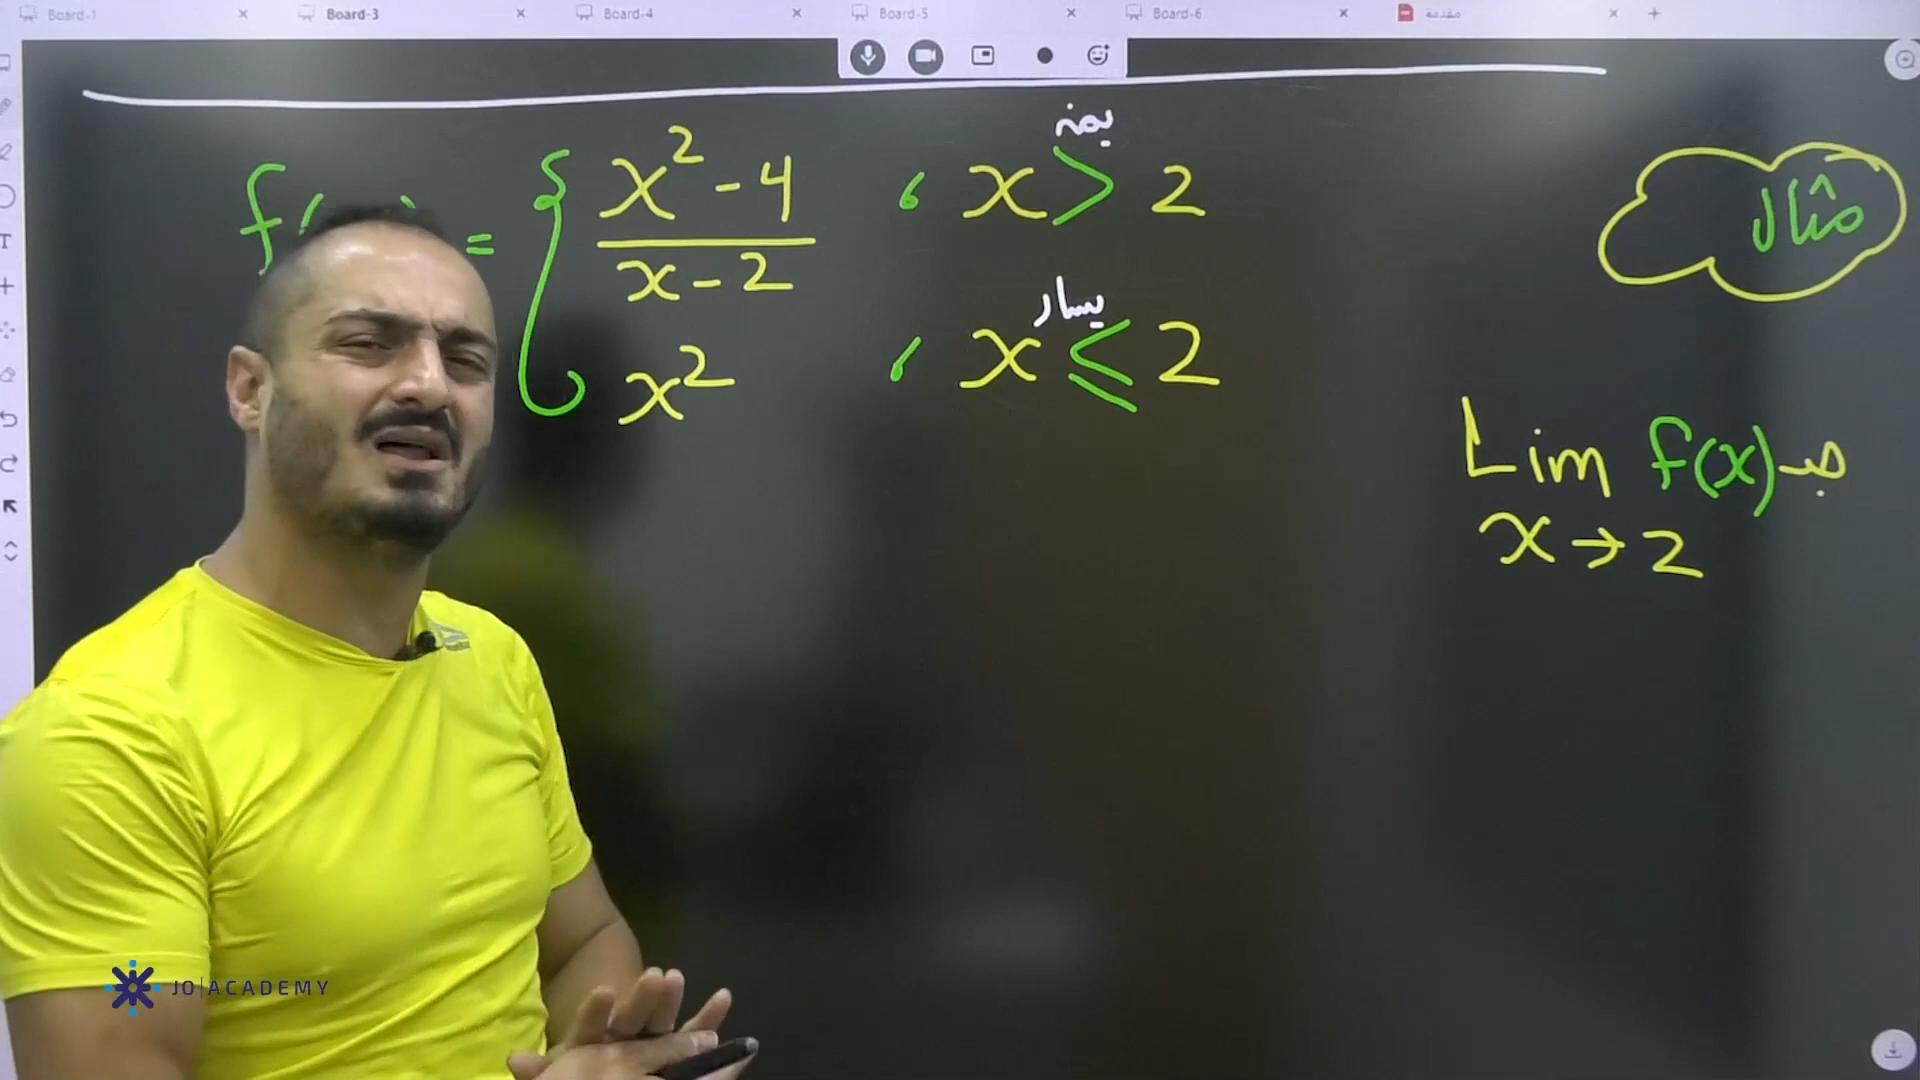 Board-1
Board-3
Board-4
Board-5
Board-6
مقدمة
مثال
f( ) = { x² - 4 / x - 2 ، x > 2
يمين
x² ، x ≤ 2
يسار
Lim f(x) جد
x → 2
JO|ACADEMY